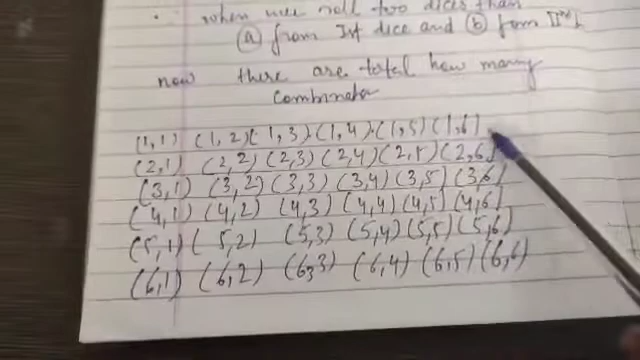 when we roll two dices than
(a) from Ist dice and (b) from IInd
now there are total how many
combination
(1,1) (1,2) (1,3) (1,4) (1,5) (1,6)
(2,1) (2,2) (2,3) (2,4) (2,5) (2,6)
(3,1) (3,2) (3,3) (3,4) (3,5) (3,6)
(4,1) (4,2) (4,3) (4,4) (4,5) (4,6)
(5,1) (5,2) (5,3) (5,4) (5,5) (5,6)
(6,1) (6,2) (6,3) (6,4) (6,5) (6,6)